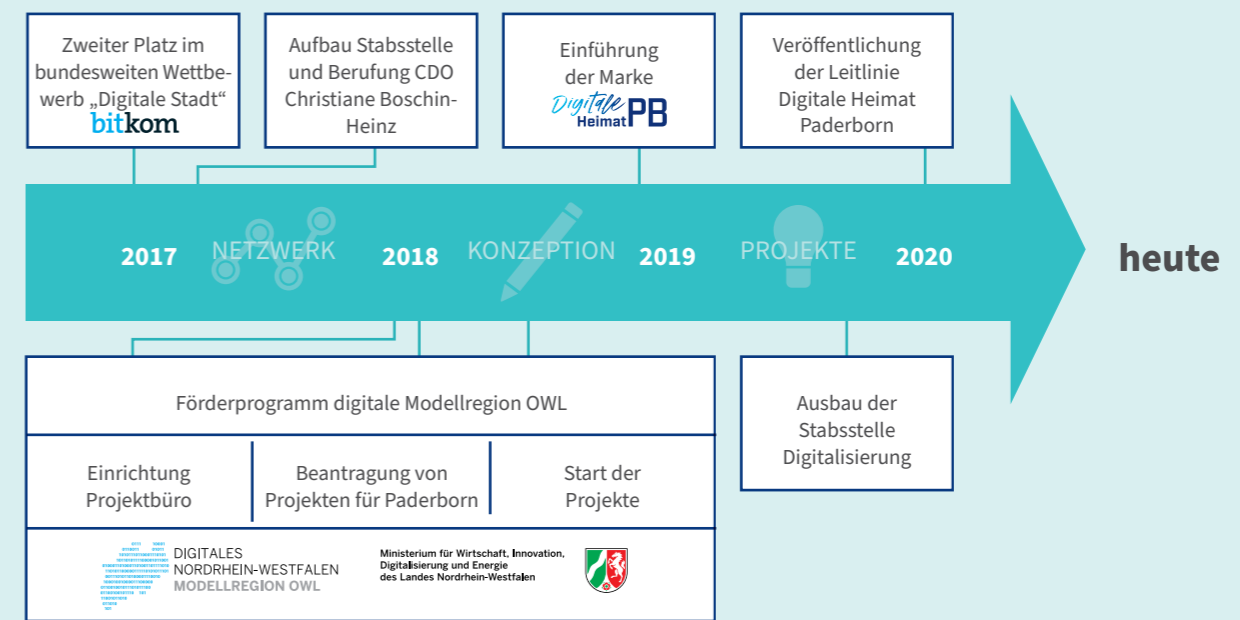 Zweiter Platz im
bundesweiten Wettbe-
werb „Digitale Stadt“
bitkom
Aufbau Stabsstelle
und Berufung CDO
Christiane Boschin-
Heinz
Einführung
der Marke
Digitale
Heimat PB
Veröffentlichung
der Leitlinie
Digitale Heimat
Paderborn
2017 NETZWERK 2018 KONZEPTION 2019 PROJEKTE 2020
heute
Förderprogramm digitale Modellregion OWL
Einrichtung
Projektbüro
Beantragung von
Projekten für Paderborn
Start der
Projekte
DIGITALES
NORDRHEIN-WESTFALEN
MODELLREGION OWL
Ministerium für Wirtschaft, Innovation,
Digitalisierung und Energie
des Landes Nordrhein-Westfalen
Ausbau der
Stabsstelle
Digitalisierung